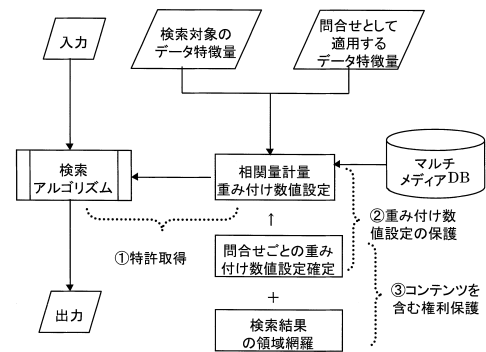 入力
検索対象の
データ特徴量
問合せとして
適用する
データ特徴量
検索
アルゴリズム
相関量計量
重み付け数値設定
マルチ
メディアDB
①特許取得
↑
②重み付け数
値設定の保護
問合せごとの重み
付け数値設定確定
+
③コンテンツを
含む権利保護
出力
検索結果
の領域網羅